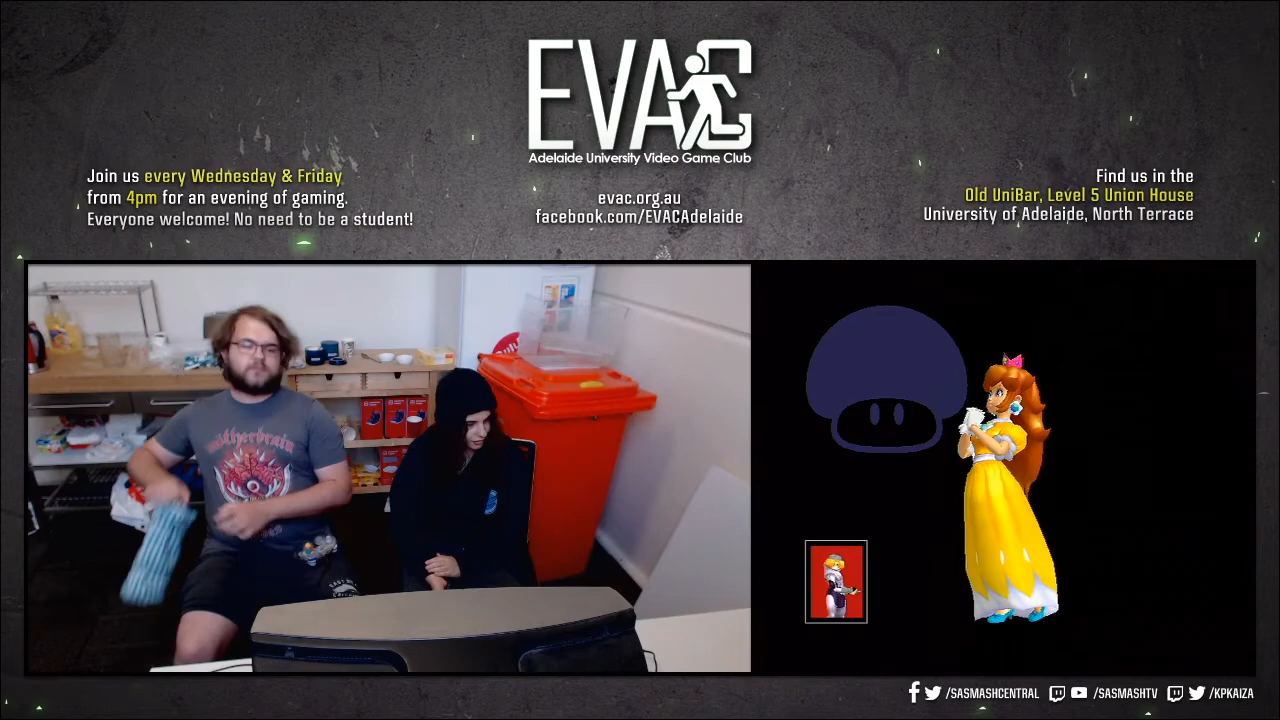 EVAC
Adelaide University Video Game Club
Join us every Wednesday & Friday
from 4pm for an evening of gaming.
Everyone welcome! No need to be a student!
evac.org.au
facebook.com/EVACAdelaide
Find us in the
Old UniBar, Level 5 Union House
University of Adelaide, North Terrace
motherbrain
/SASMASHCENTRAL
/SASMASHTV
/KPKAIZA